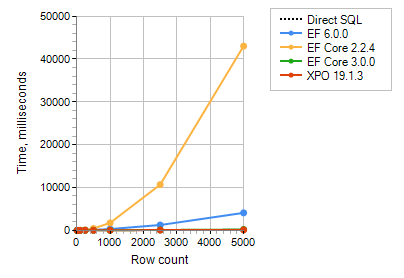 50000
40000
30000
20000
10000
0
Time, milliseconds
0 1000 2000 3000 4000 5000
Row count
Direct SQL
EF 6.0.0
EF Core 2.2.4
EF Core 3.0.0
XPO 19.1.3